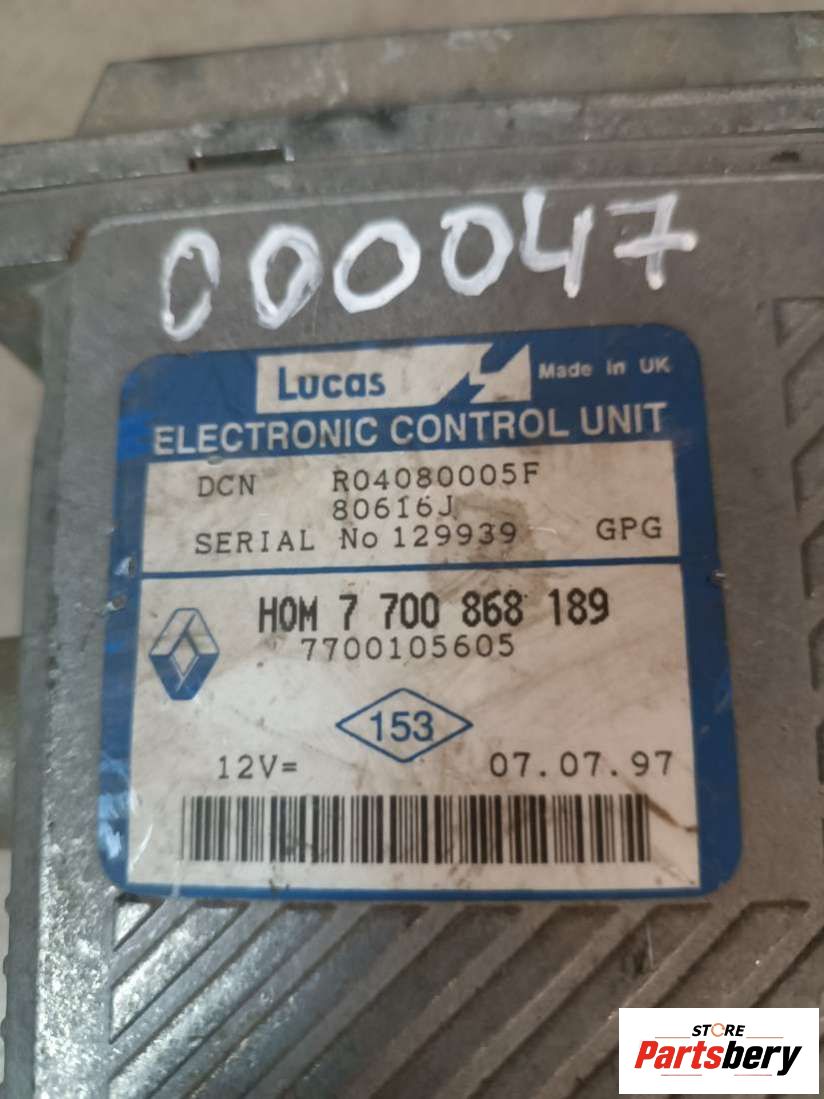 000047
Lucas
Made in UK
ELECTRONIC CONTROL UNIT
DCN R04080005F
80616J
SERIAL No 129939 GPG
HOM 7 700 868 189
7700105605
153
12V= 07.07.97
STORE
Partsbery